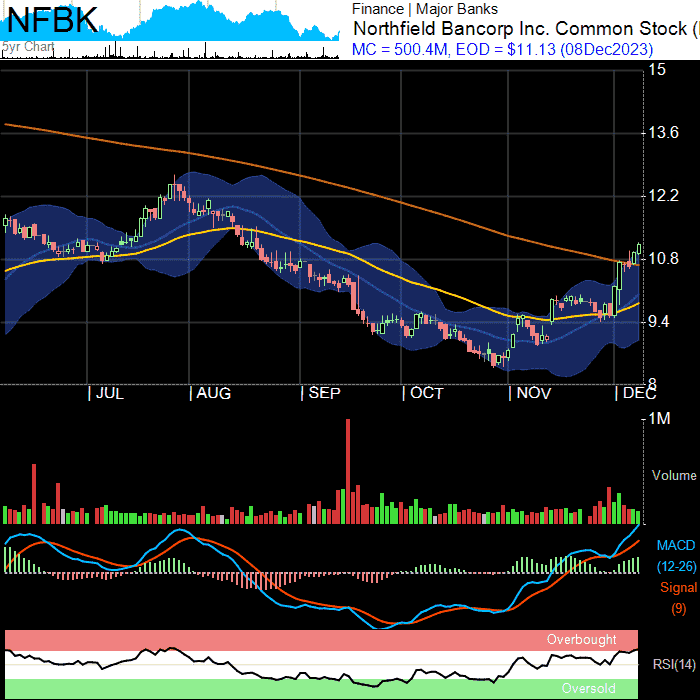 NFBK
5yr Chart
Finance | Major Banks
Northfield Bancorp Inc. Common Stock (
MC = 500.4M, EOD = $11.13 (08Dec2023)
15
13.6
12.2
10.8
9.4
8
JUL AUG SEP OCT NOV DEC
1M
Volume
MACD
(12-26)
Signal
(9)
Overbought
RSI(14)
Oversold